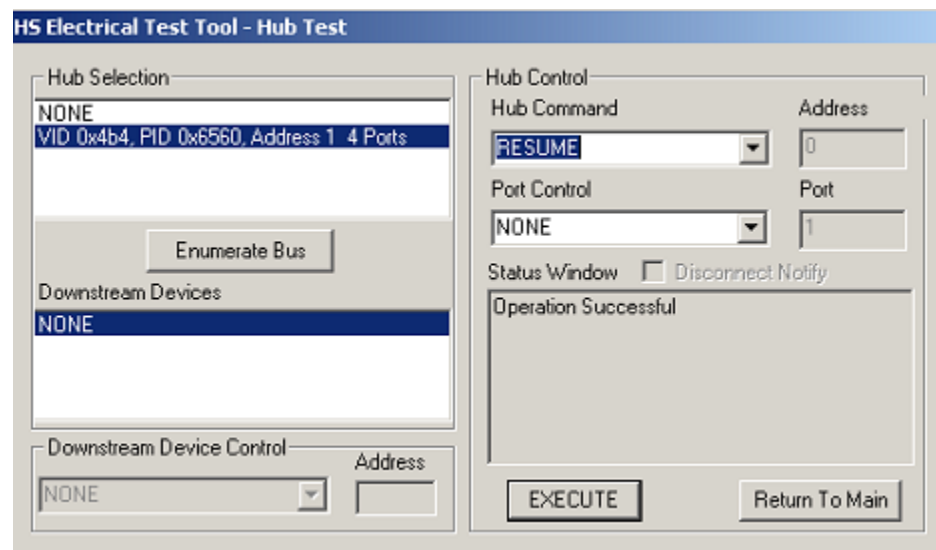 HS Electrical Test Tool - Hub Test
Hub Selection
NONE
VID 0x4b4, PID 0x6560, Address 1 4 Ports
Enumerate Bus
Downstream Devices
NONE
Downstream Device Control
Address
NONE
Hub Control
Hub Command
Address
RESUME
0
Port Control
Port
NONE
1
Status Window
Disconnect Notify
Operation Successful
EXECUTE
Return To Main